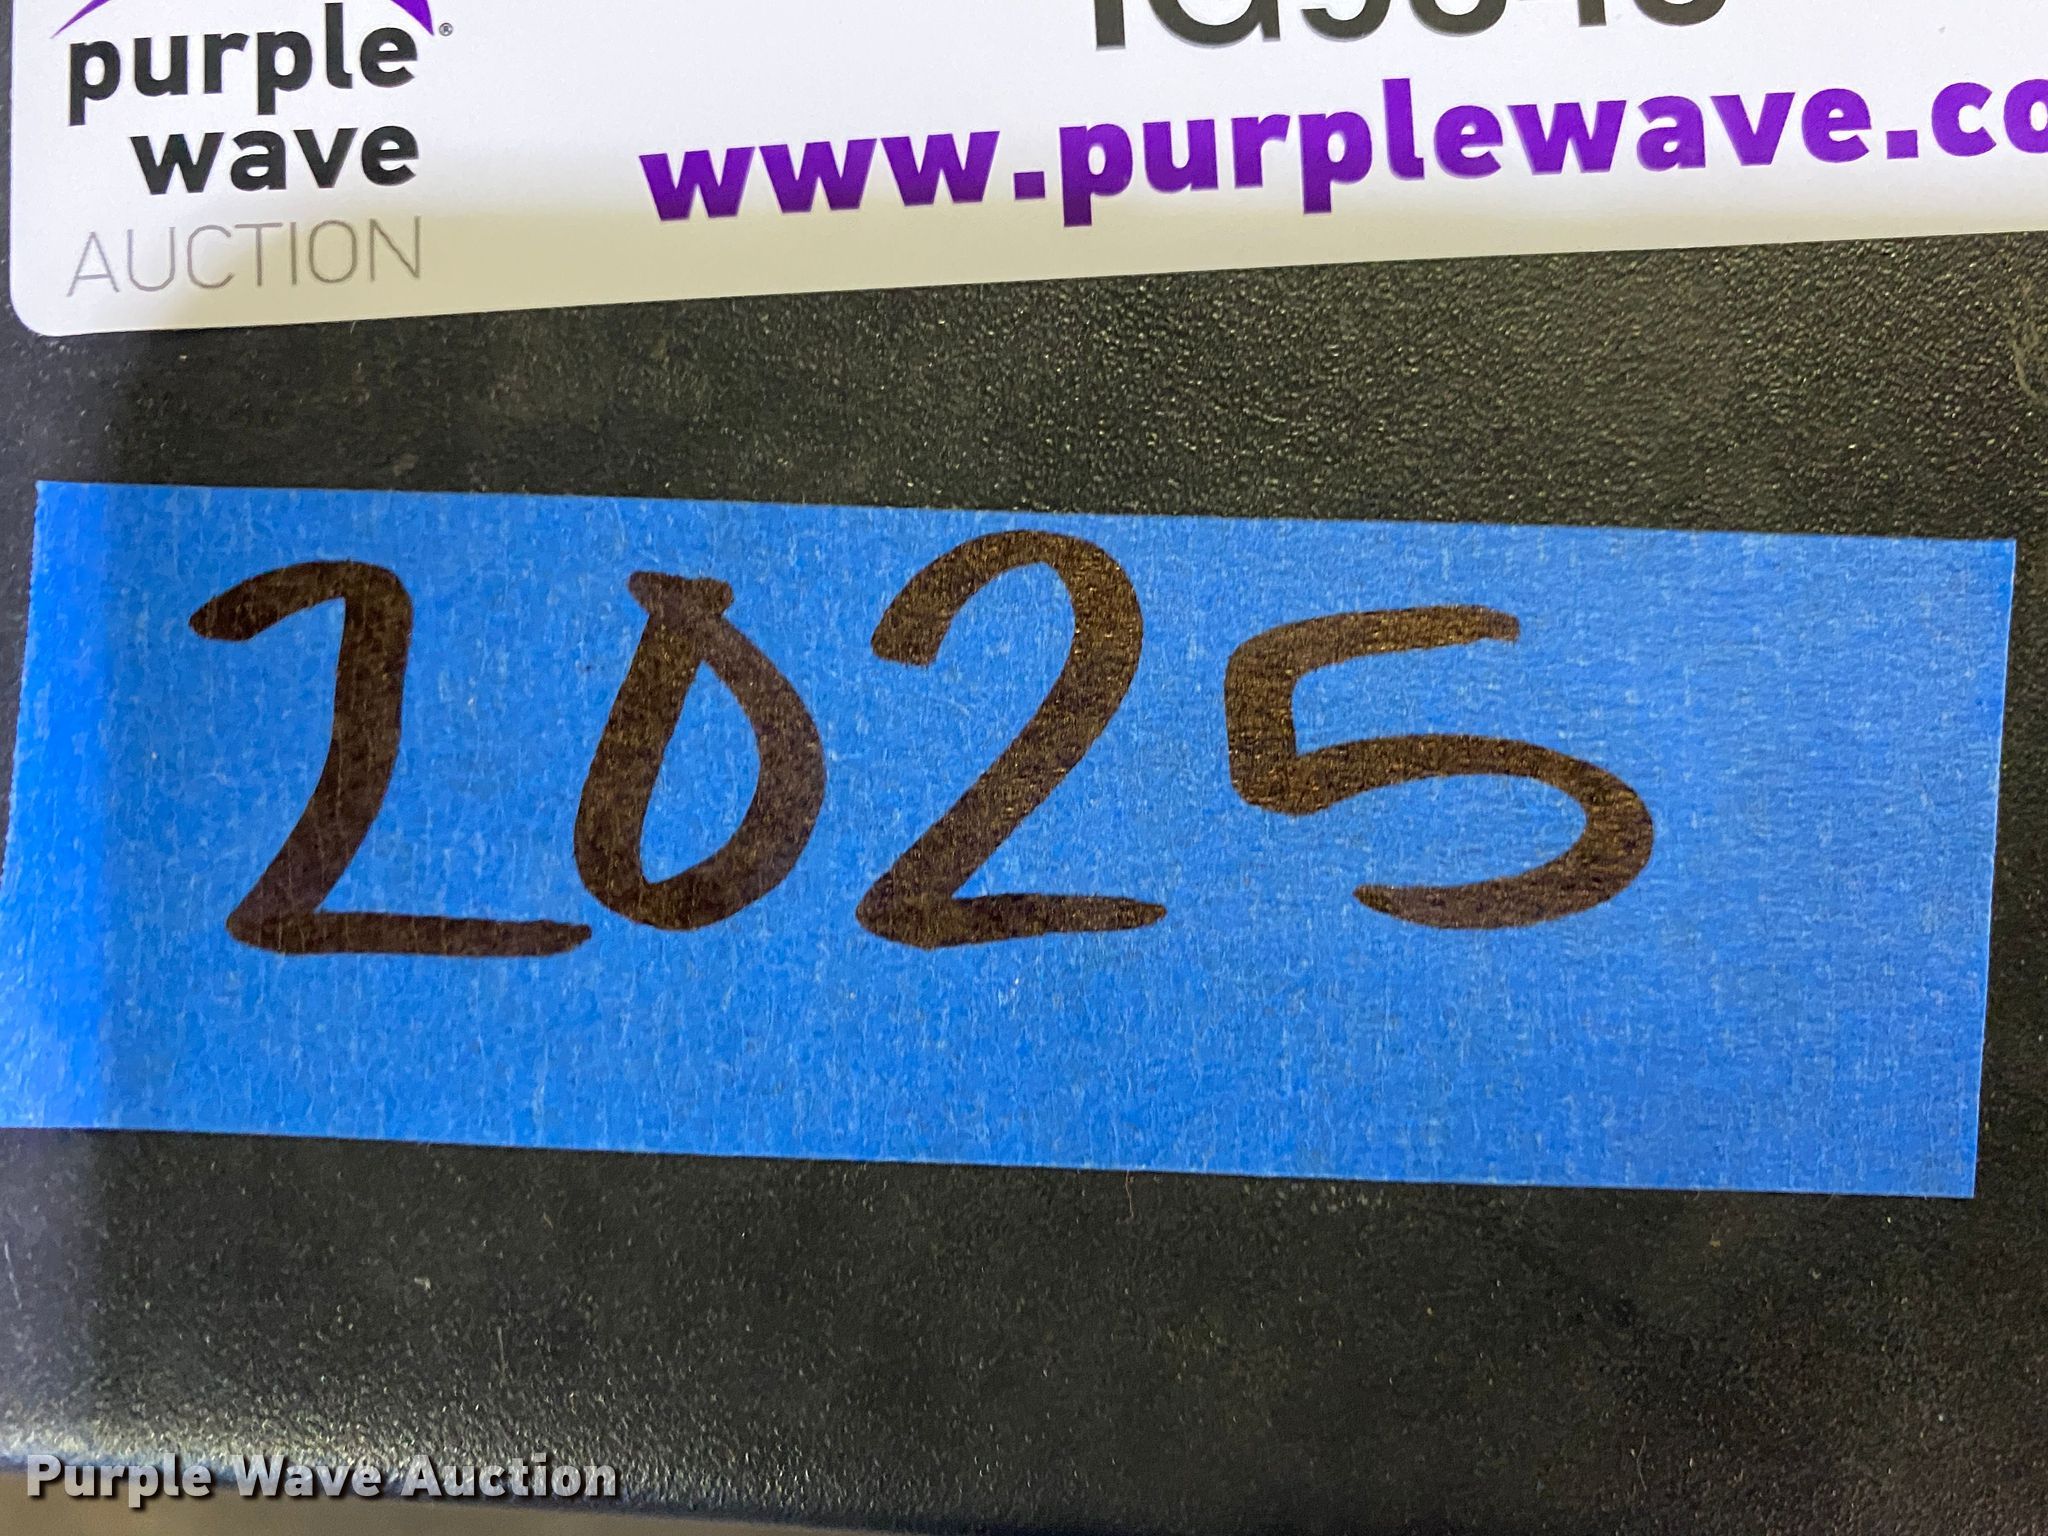 purple
wave
AUCTION
www.purplewave.co
2025
Purple Wave Auction